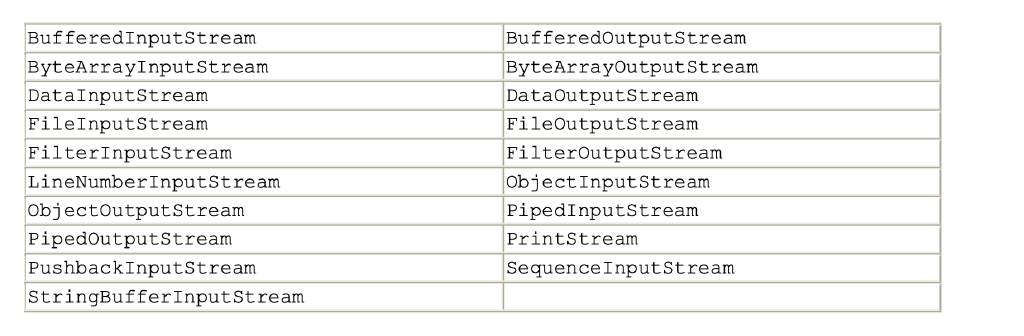 BufferedInputStream BufferedOutputStream
ByteArrayInputStream ByteArrayOutputStream
DataInputStream DataOutputStream
FileInputStream FileOutputStream
FilterInputStream FilterOutputStream
LineNumberInputStream ObjectInputStream
ObjectOutputStream PipedInputStream
PipedOutputStream PrintStream
PushbackInputStream SequenceInputStream
StringBufferInputStream